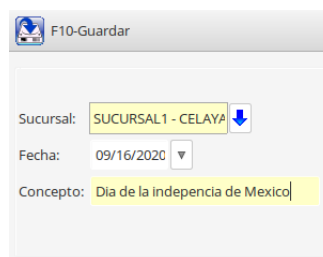 F10-Guardar
Sucursal: SUCURSAL1 - CELAYA
Fecha: 09/16/2020
Concepto: Dia de la indepencia de Mexico